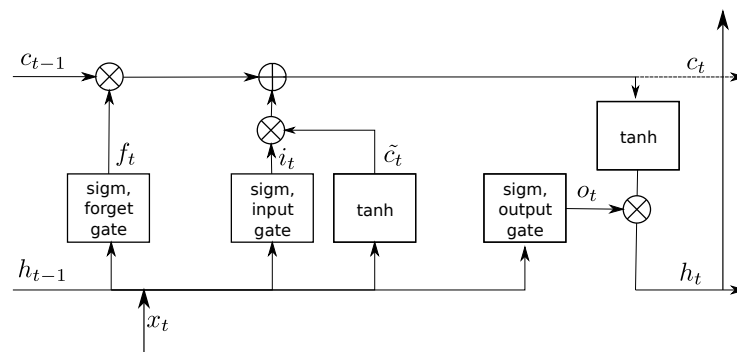 c_{t−1}
c_t
tanh
f_t
i_t
c̃_t
sigm,
forget
gate
sigm,
input
gate
tanh
sigm,
output
gate
o_t
h_{t−1}
h_t
x_t